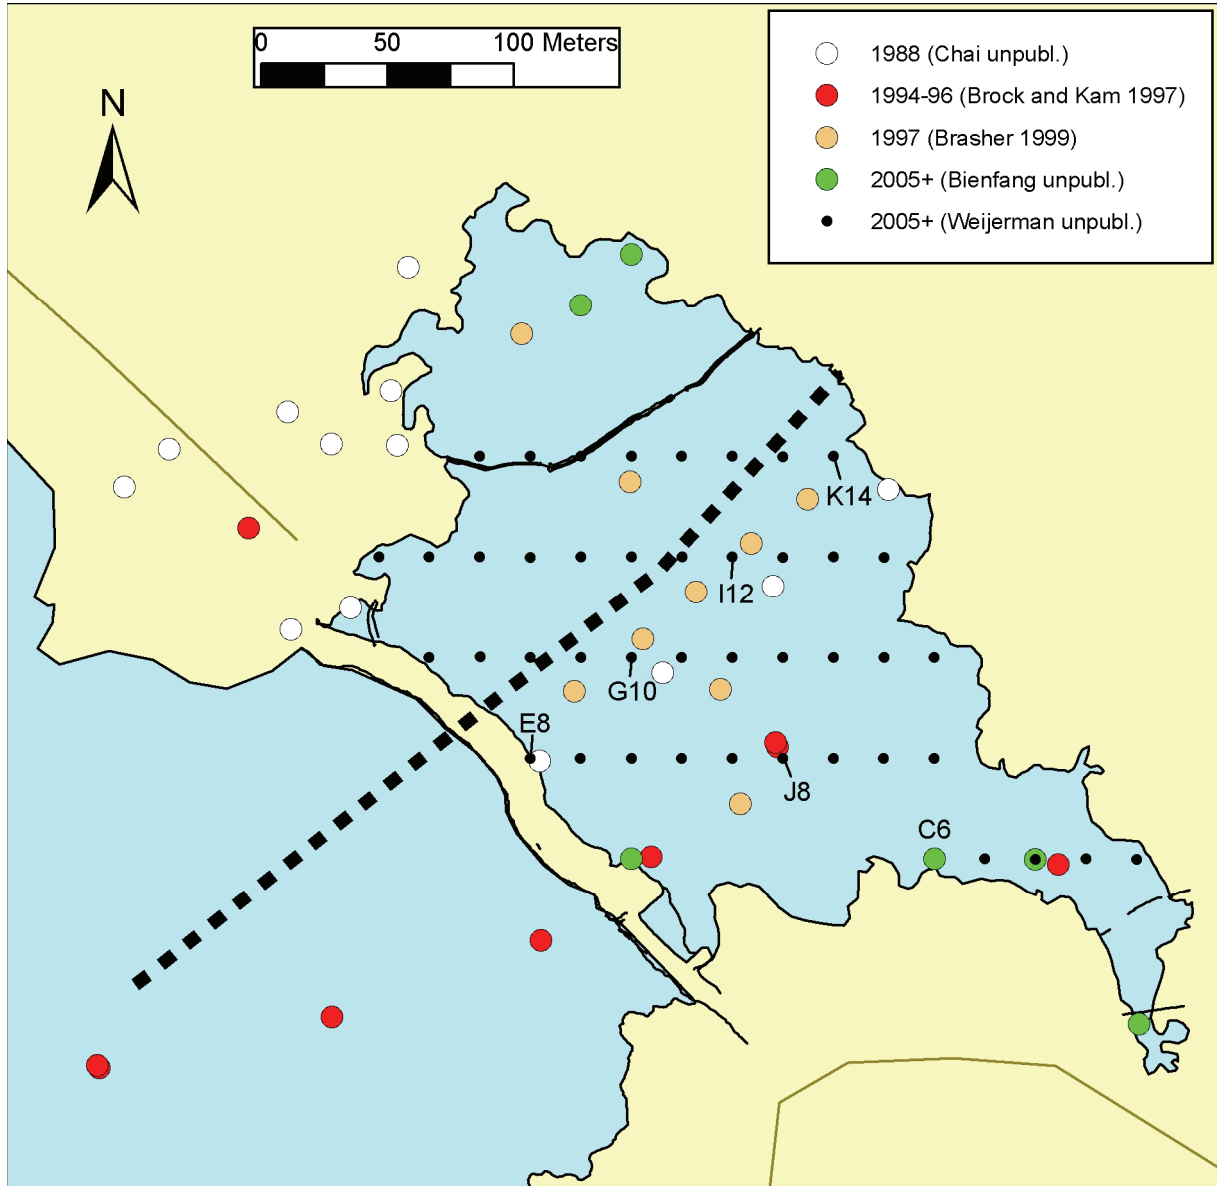 0 50 100 Meters
N
1988 (Chai unpubl.)
1994-96 (Brock and Kam 1997)
1997 (Brasher 1999)
2005+ (Bienfang unpubl.)
2005+ (Weijerman unpubl.)
K14
I12
G10
E8
J8
C6